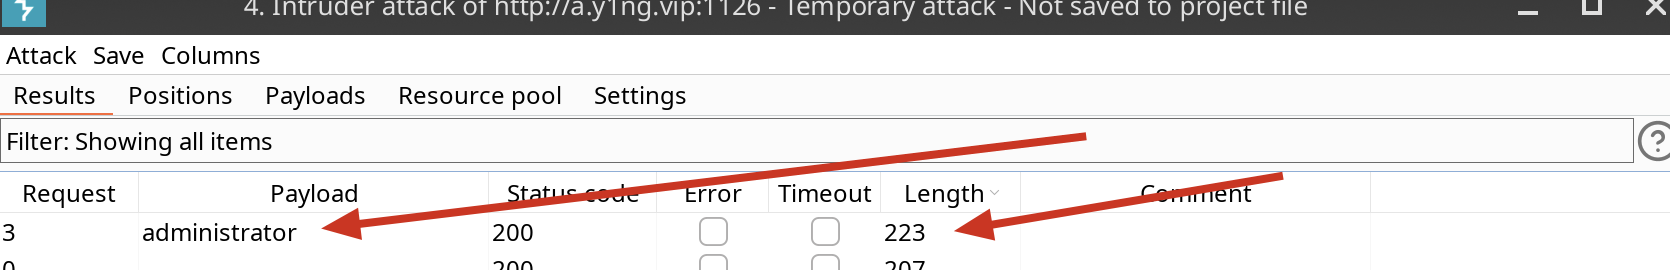 4. Intruder attack of http://a.y1ng.vip:1126 - Temporary attack - Not saved to project file
Attack Save Columns
Results Positions Payloads Resource pool Settings
Filter: Showing all items
?
Request Payload Status code Error Timeout Length Comment
3 administrator 200 223
0 200 207